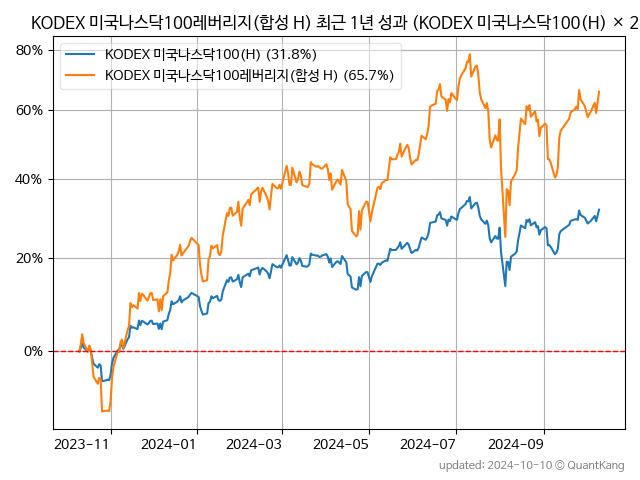 KODEX 미국나스닥100레버리지(합성 H) 최근 1년 성과 (KODEX 미국나스닥100(H) × 2
80%
KODEX 미국나스닥100(H) (31.8%)
KODEX 미국나스닥100레버리지(합성 H) (65.7%)
60%
40%
20%
0%
2023-11 2024-01 2024-03 2024-05 2024-07 2024-09
updated: 2024-10-10 © QuantKang